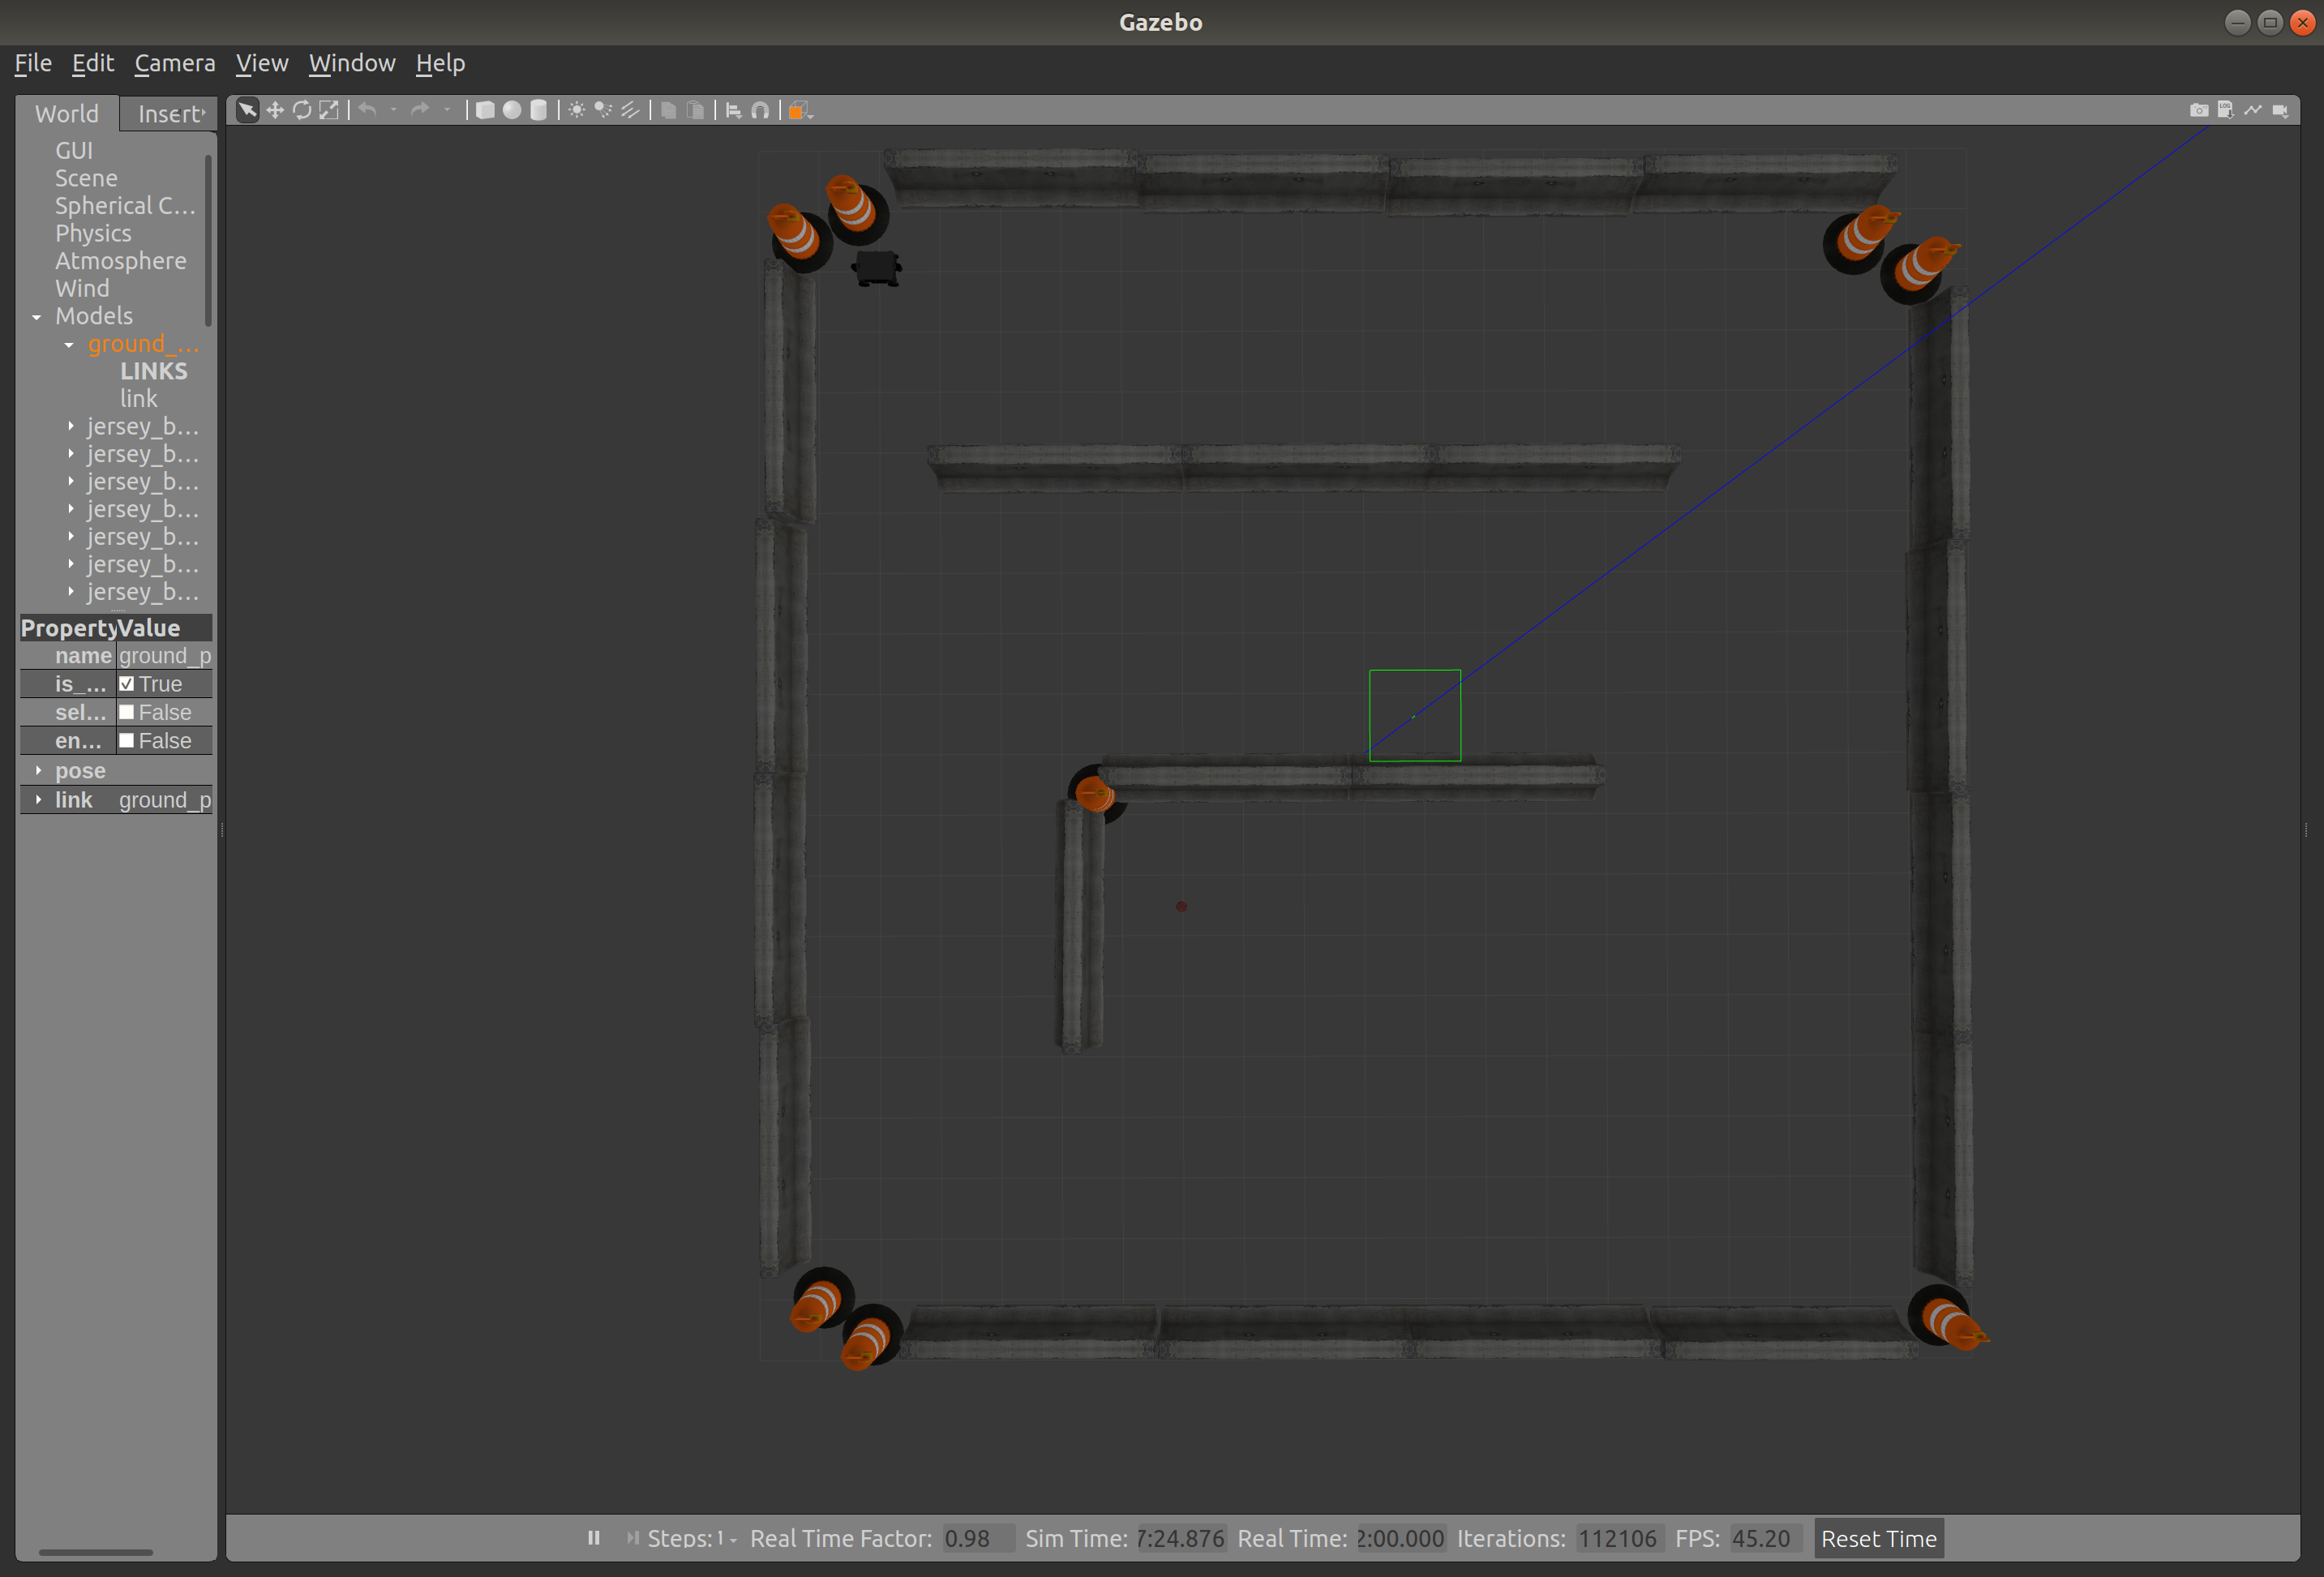 Gazebo
File Edit Camera View Window Help
World Insert
GUI
Scene
Spherical C...
Physics
Atmosphere
Wind
Models
ground_...
LINKS
link
jersey_b...
jersey_b...
jersey_b...
jersey_b...
jersey_b...
jersey_b...
jersey_b...
Property Value
name ground_p
is_... True
sel... False
en... False
pose
link ground_p
Steps: 1 Real Time Factor: 0.98 Sim Time: 7:24.876 Real Time: 2:00.000 Iterations: 112106 FPS: 45.20 Reset Time